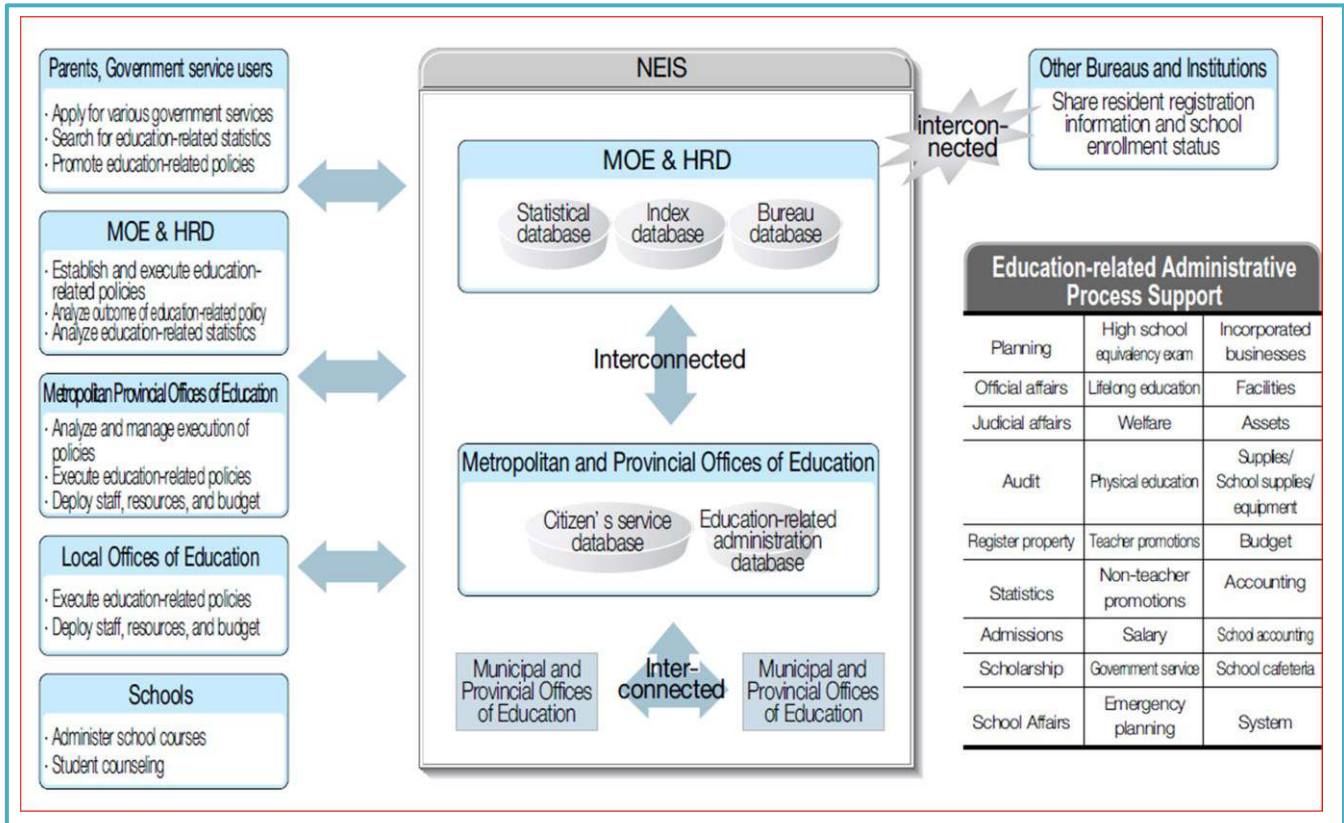 Parents, Government service users
· Apply for various government services
· Search for education-related statistics
· Promote education-related policies
MOE & HRD
· Establish and execute education-
related policies
· Analyze outcome of education-related policy
· Analyze education-related statistics
Metropolitan Provincial Offices of Education
· Analyze and manage execution of
policies
· Execute education-related policies
· Deploy staff, resources, and budget
Local Offices of Education
· Execute education-related policies
· Deploy staff, resources, and budget
Schools
· Administer school courses
· Student counseling
NEIS
MOE & HRD
Statistical
database
Index
database
Bureau
database
Interconnected
Metropolitan and Provincial Offices of Education
Citizen's service
database
Education-related
administration
database
Municipal and
Provincial Offices
of Education
Inter-
connected
Municipal and
Provincial Offices
of Education
intercon-
nected
Other Bureaus and Institutions
Share resident registration
information and school
enrollment status
Education-related Administrative
Process Support
Planning
High school
equivalency exam
Incorporated
businesses
Official affairs
Lifelong education
Facilities
Judicial affairs
Welfare
Assets
Audit
Physical education
Supplies/
School supplies/
equipment
Register property
Teacher promotions
Budget
Statistics
Non-teacher
promotions
Accounting
Admissions
Salary
School accounting
Scholarship
Government service
School cafeteria
School Affairs
Emergency
planning
System